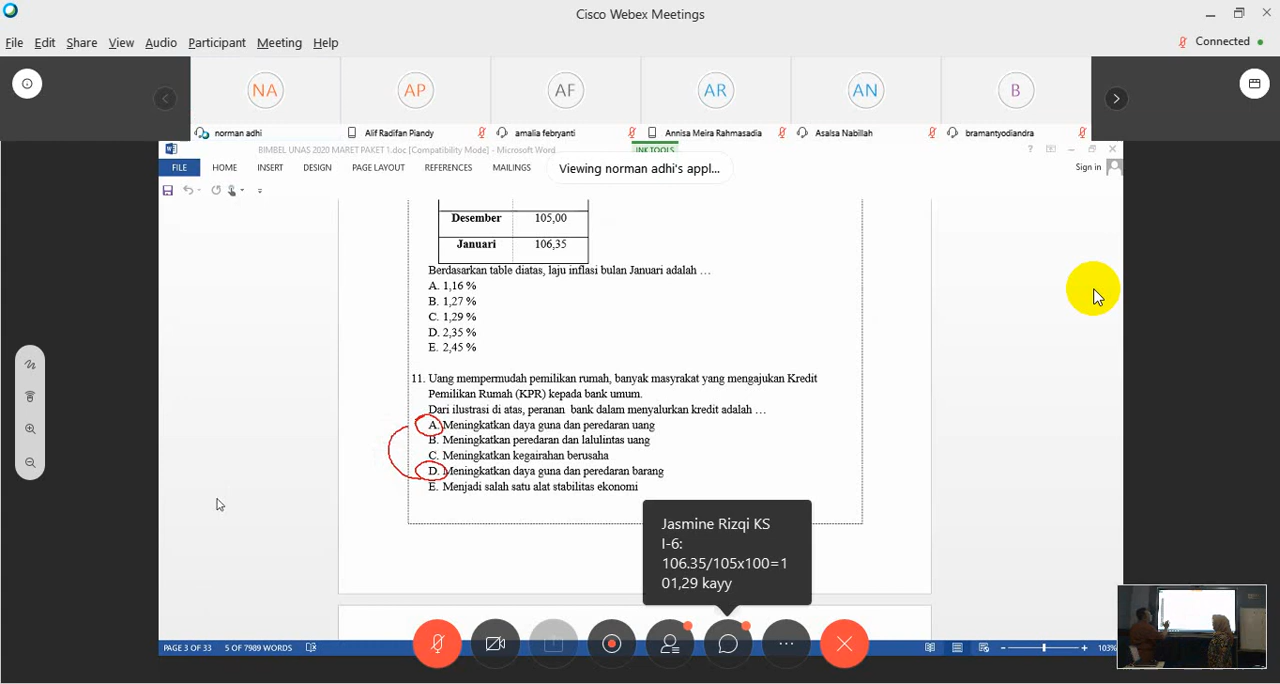 Cisco Webex Meetings
File Edit Share View Audio Participant Meeting Help
Connected
NA AP AF AR AN B
norman adhi Alif Radifan Piandy amalia febryanti Annisa Meira Rahmasadia Asalsa Nabillah bramantyodiandra
BIMBEL UNAS 2020 MARET PAKET 1.doc [Compatibility Mode] - Microsoft Word
INK TOOLS
FILE HOME INSERT DESIGN PAGE LAYOUT REFERENCES MAILINGS
Viewing norman adhi's appl...
Sign in
Desember 105,00
Januari 106,35
Berdasarkan table diatas, laju inflasi bulan Januari adalah …
A. 1,16 %
B. 1,27 %
C. 1,29 %
D. 2,35 %
E. 2,45 %
11. Uang mempermudah pemilikan rumah, banyak masyrakat yang mengajukan Kredit
Pemilikan Rumah (KPR) kepada bank umum.
Dari ilustrasi di atas, peranan bank dalam menyalurkan kredit adalah …
A. Meningkatkan daya guna dan peredaran uang
B. Meningkatkan peredaran dan lalulintas uang
C. Meningkatkan kegairahan berusaha
D. Meningkatkan daya guna dan peredaran barang
E. Menjadi salah satu alat stabilitas ekonomi
Jasmine Rizqi KS
I-6:
106.35/105x100=1
01,29 kayy
PAGE 3 OF 33 5 OF 7989 WORDS
103%